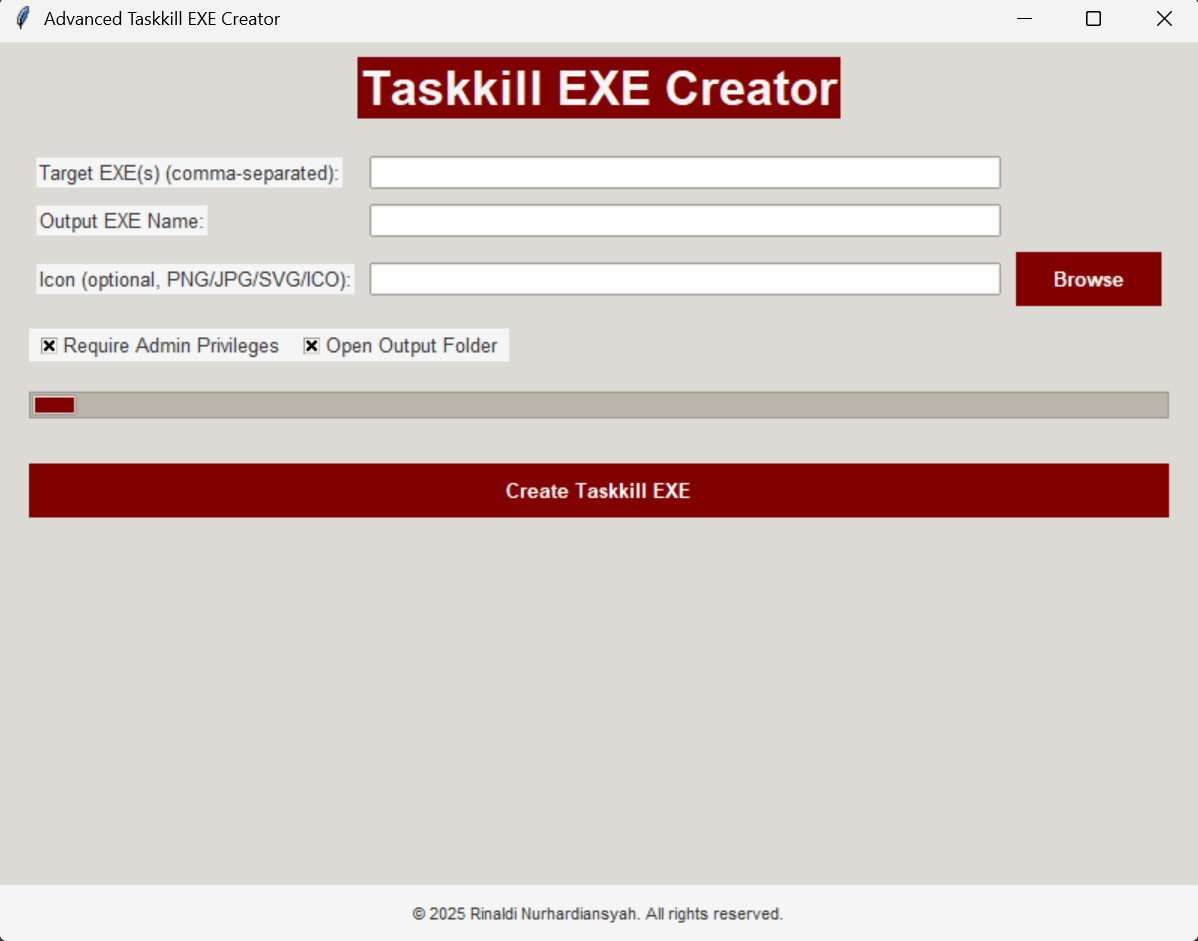 Advanced Taskkill EXE Creator
Taskkill EXE Creator
Target EXE(s) (comma-separated):
Output EXE Name:
Icon (optional, PNG/JPG/SVG/ICO):
Browse
Require Admin Privileges Open Output Folder
Create Taskkill EXE
© 2025 Rinaldi Nurhardiansyah. All rights reserved.